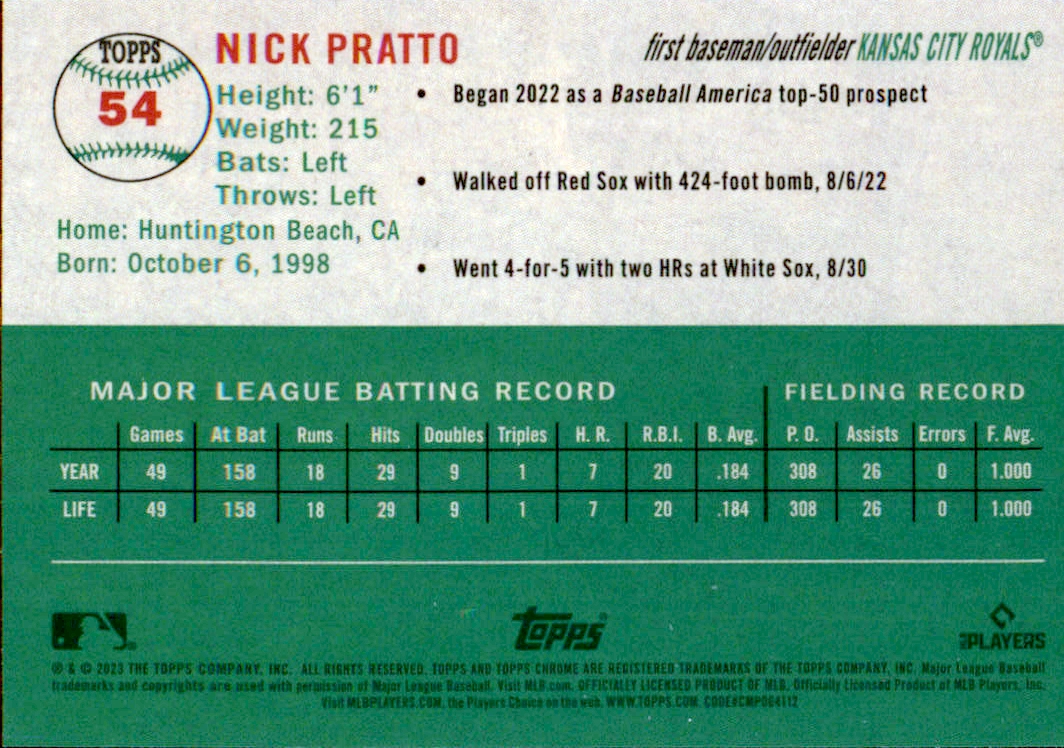 TOPPS
54
NICK PRATTO
first baseman/outfielder KANSAS CITY ROYALS®
Height: 6'1"
Weight: 215
Bats: Left
Throws: Left
Home: Huntington Beach, CA
Born: October 6, 1998
• Began 2022 as a Baseball America top-50 prospect
• Walked off Red Sox with 424-foot bomb, 8/6/22
• Went 4-for-5 with two HRs at White Sox, 8/30
MAJOR LEAGUE BATTING RECORD FIELDING RECORD
Games At Bat Runs Hits Doubles Triples H. R. R.B.I. B. Avg. P. O. Assists Errors F. Avg.
YEAR 49 158 18 29 9 1 7 20 .184 308 26 0 1.000
LIFE 49 158 18 29 9 1 7 20 .184 308 26 0 1.000
topps
PLAYERS
® & © 2023 THE TOPPS COMPANY, INC. ALL RIGHTS RESERVED. TOPPS AND TOPPS CHROME ARE REGISTERED TRADEMARKS OF THE TOPPS COMPANY, INC. Major League Baseball
trademarks and copyrights are used with permission of Major League Baseball. Visit MLB.com. OFFICIALLY LICENSED PRODUCT OF MLB. Officially Licensed Product of MLB Players, Inc.
Visit MLBPLAYERS.COM, the Players Choice on the web. WWW.TOPPS.COM. CODE#CMP064112